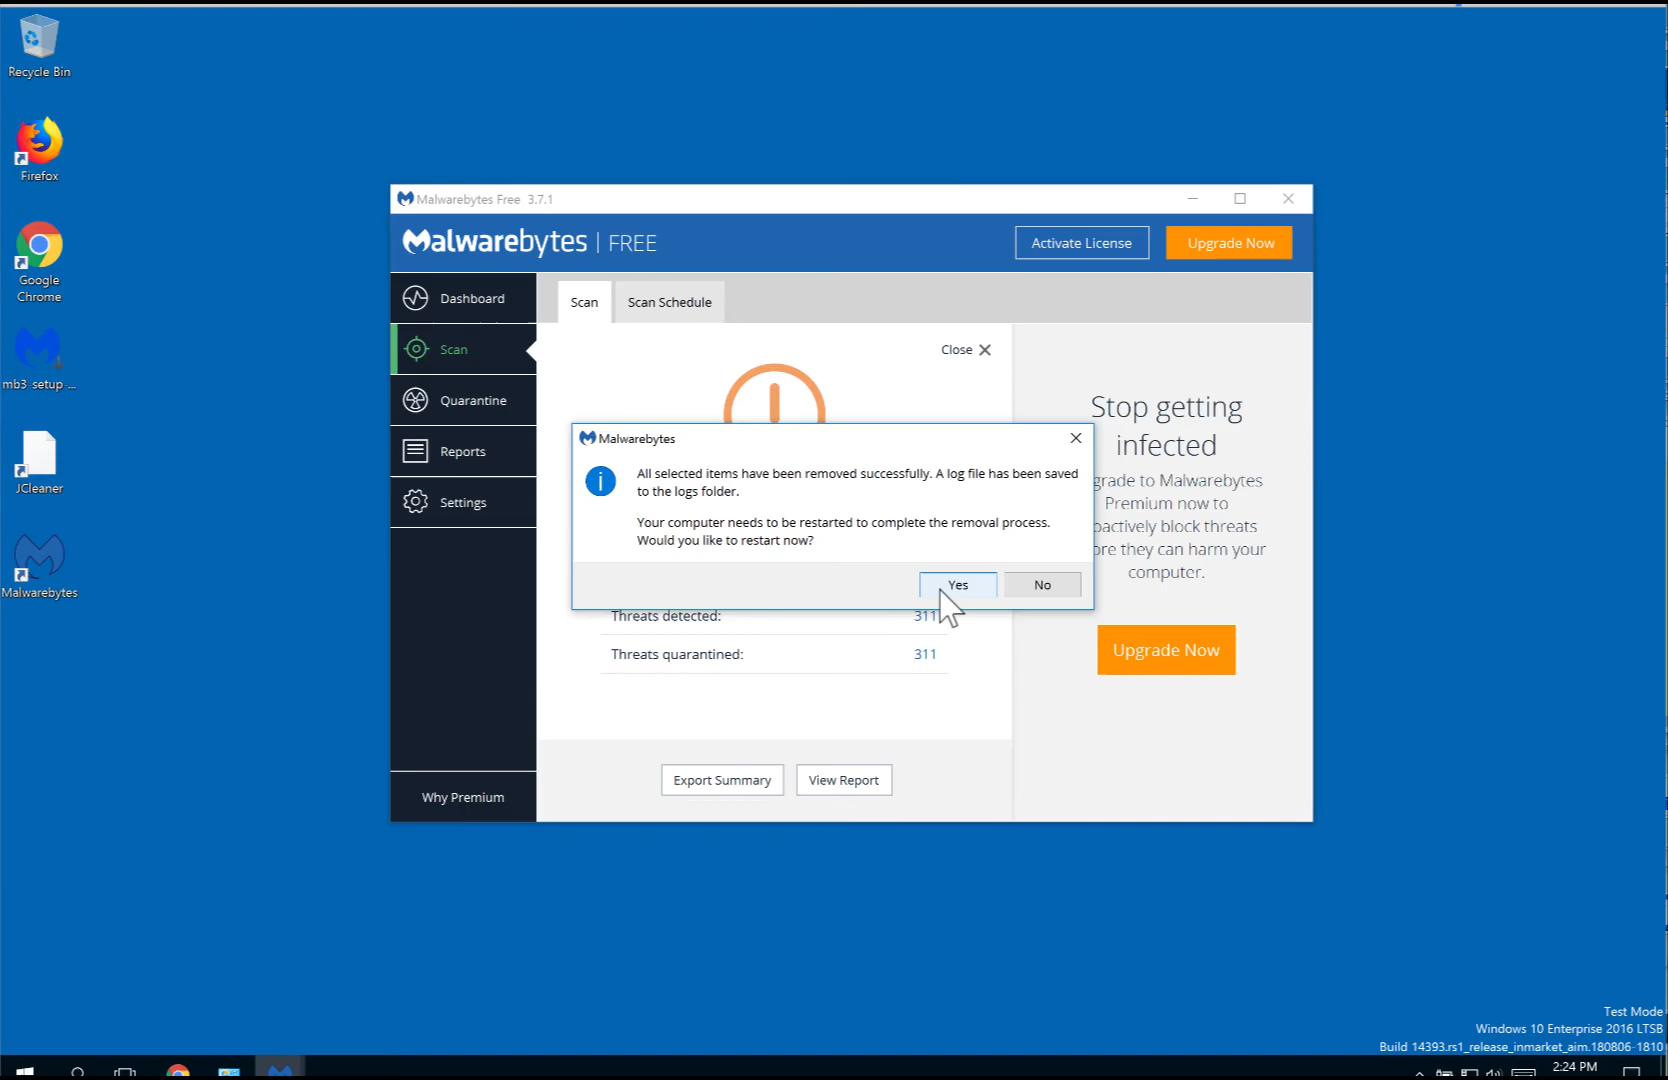 Recycle Bin
Firefox
Google
Chrome
mb3 setup ...
JCleaner
Malwarebytes
Malwarebytes Free 3.7.1
Malwarebytes | FREE
Activate License
Upgrade Now
Dashboard
Scan
Quarantine
Reports
Settings
Why Premium
Scan
Scan Schedule
Close
Malwarebytes
All selected items have been removed successfully. A log file has been saved
to the logs folder.
Your computer needs to be restarted to complete the removal process.
Would you like to restart now?
Yes
No
Threats detected:
311
Threats quarantined:
311
Export Summary
View Report
Stop getting
infected
grade to Malwarebytes
Premium now to
actively block threats
ore they can harm your
computer.
Upgrade Now
Test Mode
Windows 10 Enterprise 2016 LTSB
Build 14393.rs1_release_inmarket_aim.180806-1810
2:24 PM